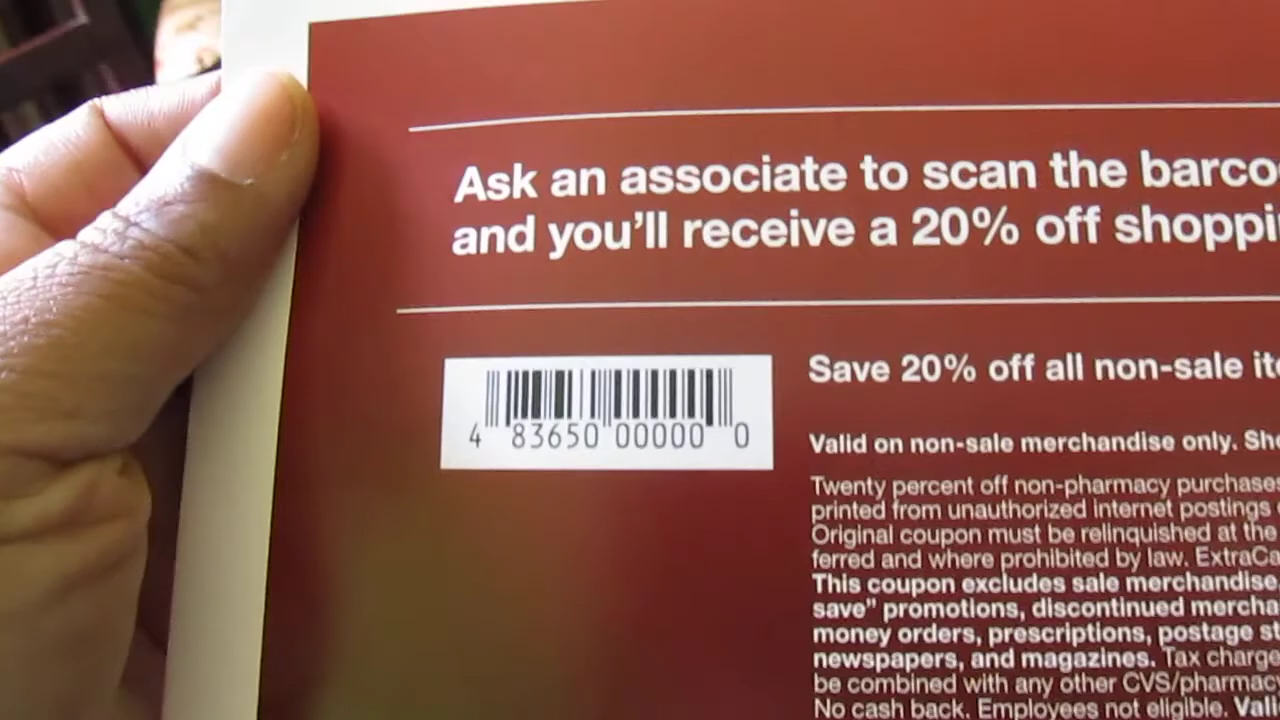 Ask an associate to scan the barco
and you'll receive a 20% off shoppi
4 83650 00000 0
Save 20% off all non-sale ite
Valid on non-sale merchandise only. Sho
Twenty percent off non-pharmacy purchases
printed from unauthorized internet postings
Original coupon must be relinquished at the
ferred and where prohibited by law. ExtraCa
This coupon excludes sale merchandise,
save" promotions, discontinued mercha
money orders, prescriptions, postage st
newspapers, and magazines. Tax charge
be combined with any other CVS/pharmacy
No cash back. Employees not eligible. Vali